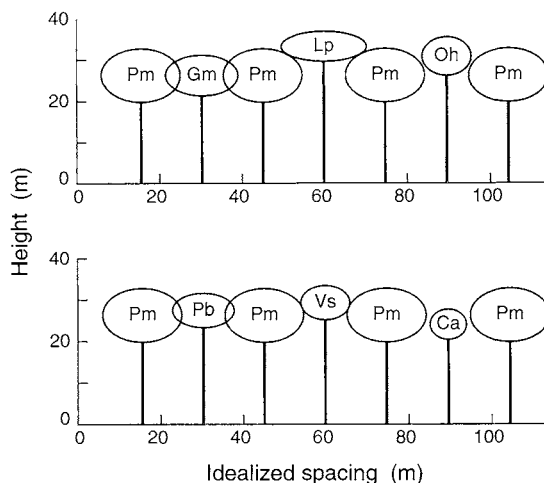 40
20
0
Pm Gm Pm Lp Pm Oh Pm
20 40 60 80 100
Height (m)
40
20
0
Pm Pb Pm Vs Pm Ca Pm
0 20 40 60 80 100
Idealized spacing (m)